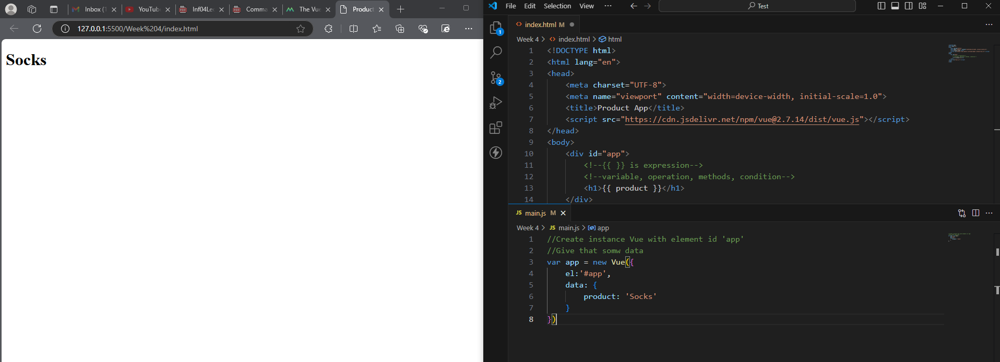 Inbox (1
YouTub
Inf04Le
Comma
The Vue
Product
127.0.0.1:5500/Week%204/index.html
Socks
File Edit Selection View
Test
1
2
index.html M
Week 4 > index.html > html
1 <!DOCTYPE html>
2 <html lang="en">
3 <head>
4 <meta charset="UTF-8">
5 <meta name="viewport" content="width=device-width, initial-scale=1.0">
6 <title>Product App</title>
7 <script src="https://cdn.jsdelivr.net/npm/vue@2.7.14/dist/vue.js"></script>
8 </head>
9 <body>
10 <div id="app">
11 <!--{{ }} is expression-->
12 <!--variable, operation, methods, condition-->
13 <h1>{{ product }}</h1>
14 </div>
JS main.js M
Week 4 > JS main.js > app
1 //Create instance Vue with element id 'app'
2 //Give that somw data
3 var app = new Vue({
4 el:'#app',
5 data: {
6 product: 'Socks'
7 }
8 })